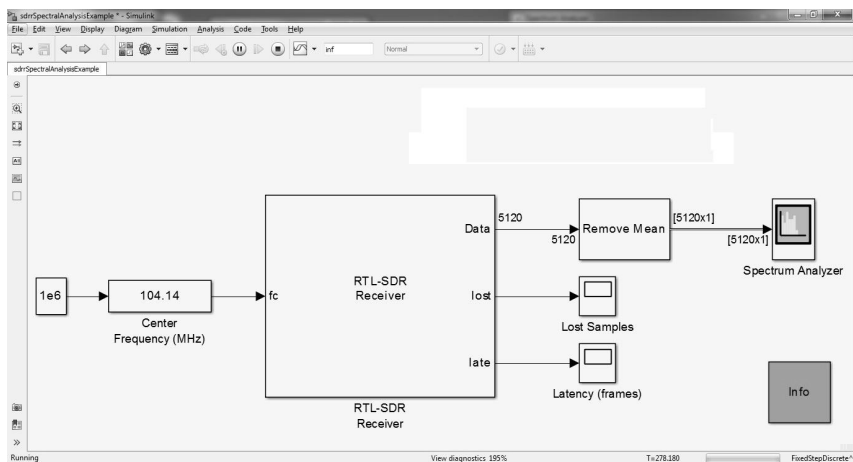 sdrrSpectralAnalysisExample * - Simulink
File Edit View Display Diagram Simulation Analysis Code Tools Help
inf Normal
sdrrSpectralAnalysisExample
Data 5120 5120 Remove Mean [5120x1] [5120x1]
Spectrum Analyzer
1e6 104.14 fc RTL-SDR
Receiver
lost
Center
Frequency (MHz)
Lost Samples
late
Latency (frames)
Info
RTL-SDR
Receiver
Running View diagnostics 195% T=278.180 FixedStepDiscrete